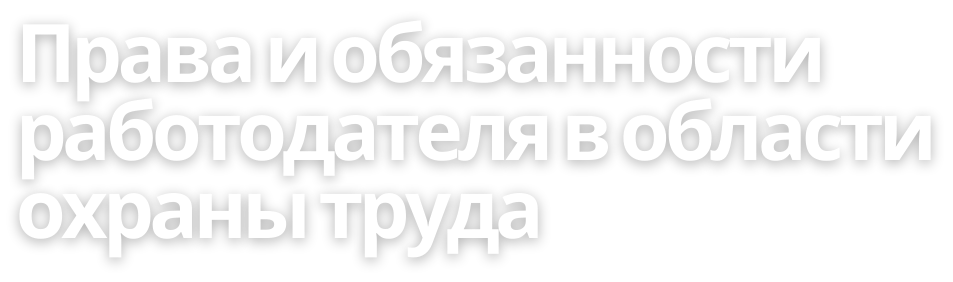 Права и обязанности
работодателя в области
охраны труда